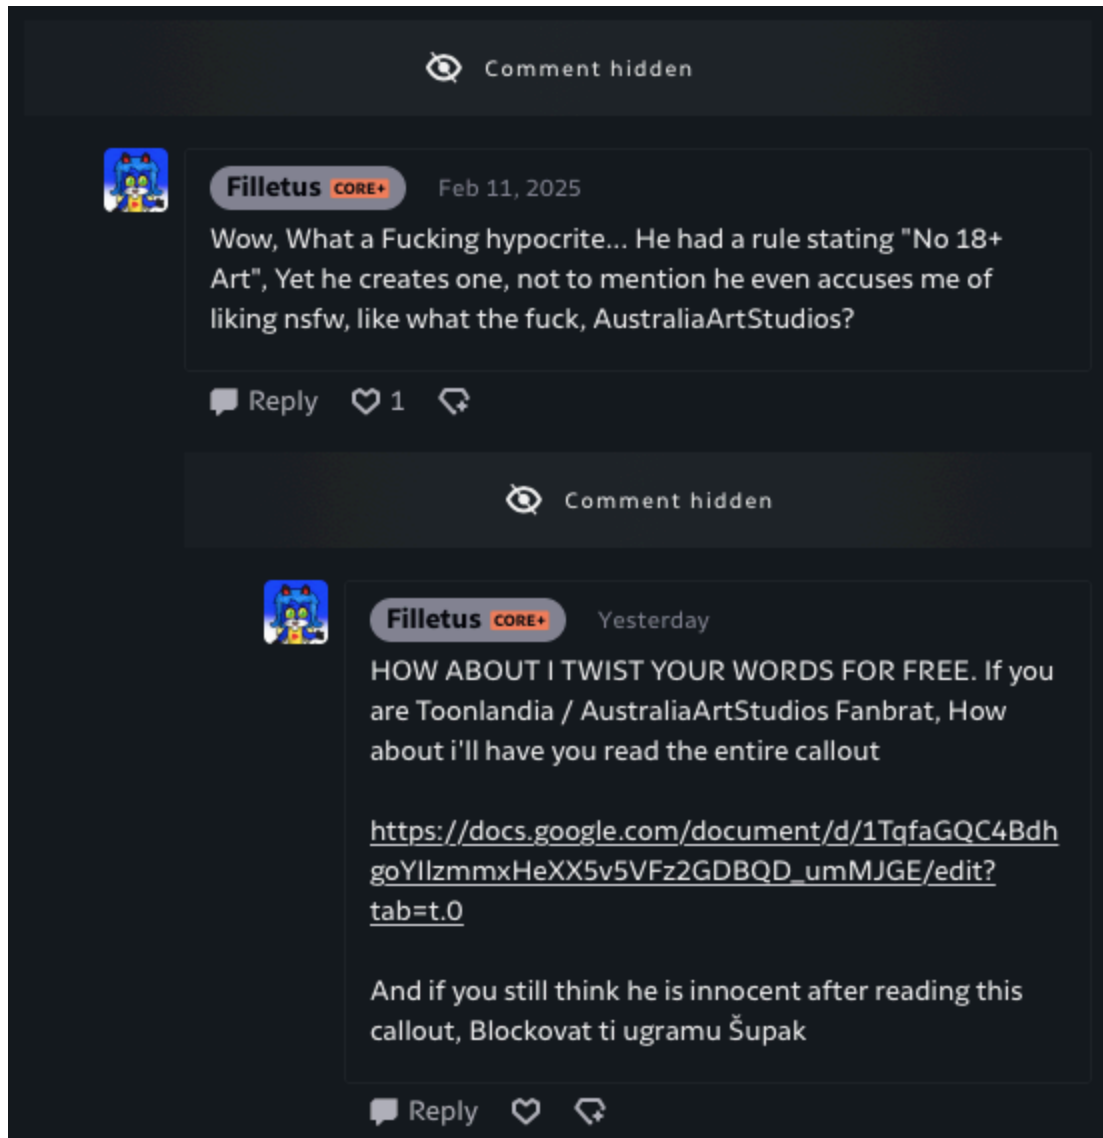 Comment hidden
Filletus CORE+ Feb 11, 2025
Wow, What a Fucking hypocrite... He had a rule stating "No 18+
Art", Yet he creates one, not to mention he even accuses me of
liking nsfw, like what the fuck, AustraliaArtStudios?
Reply 1
Comment hidden
Filletus CORE+ Yesterday
HOW ABOUT I TWIST YOUR WORDS FOR FREE. If you
are Toonlandia / AustraliaArtStudios Fanbrat, How
about i'll have you read the entire callout
https://docs.google.com/document/d/1TqfaGQC4Bdh
goYIlzmmxHeXX5v5VFz2GDBQD_umMJGE/edit?
tab=t.0
And if you still think he is innocent after reading this
callout, Blockovat ti ugramu Šupak
Reply